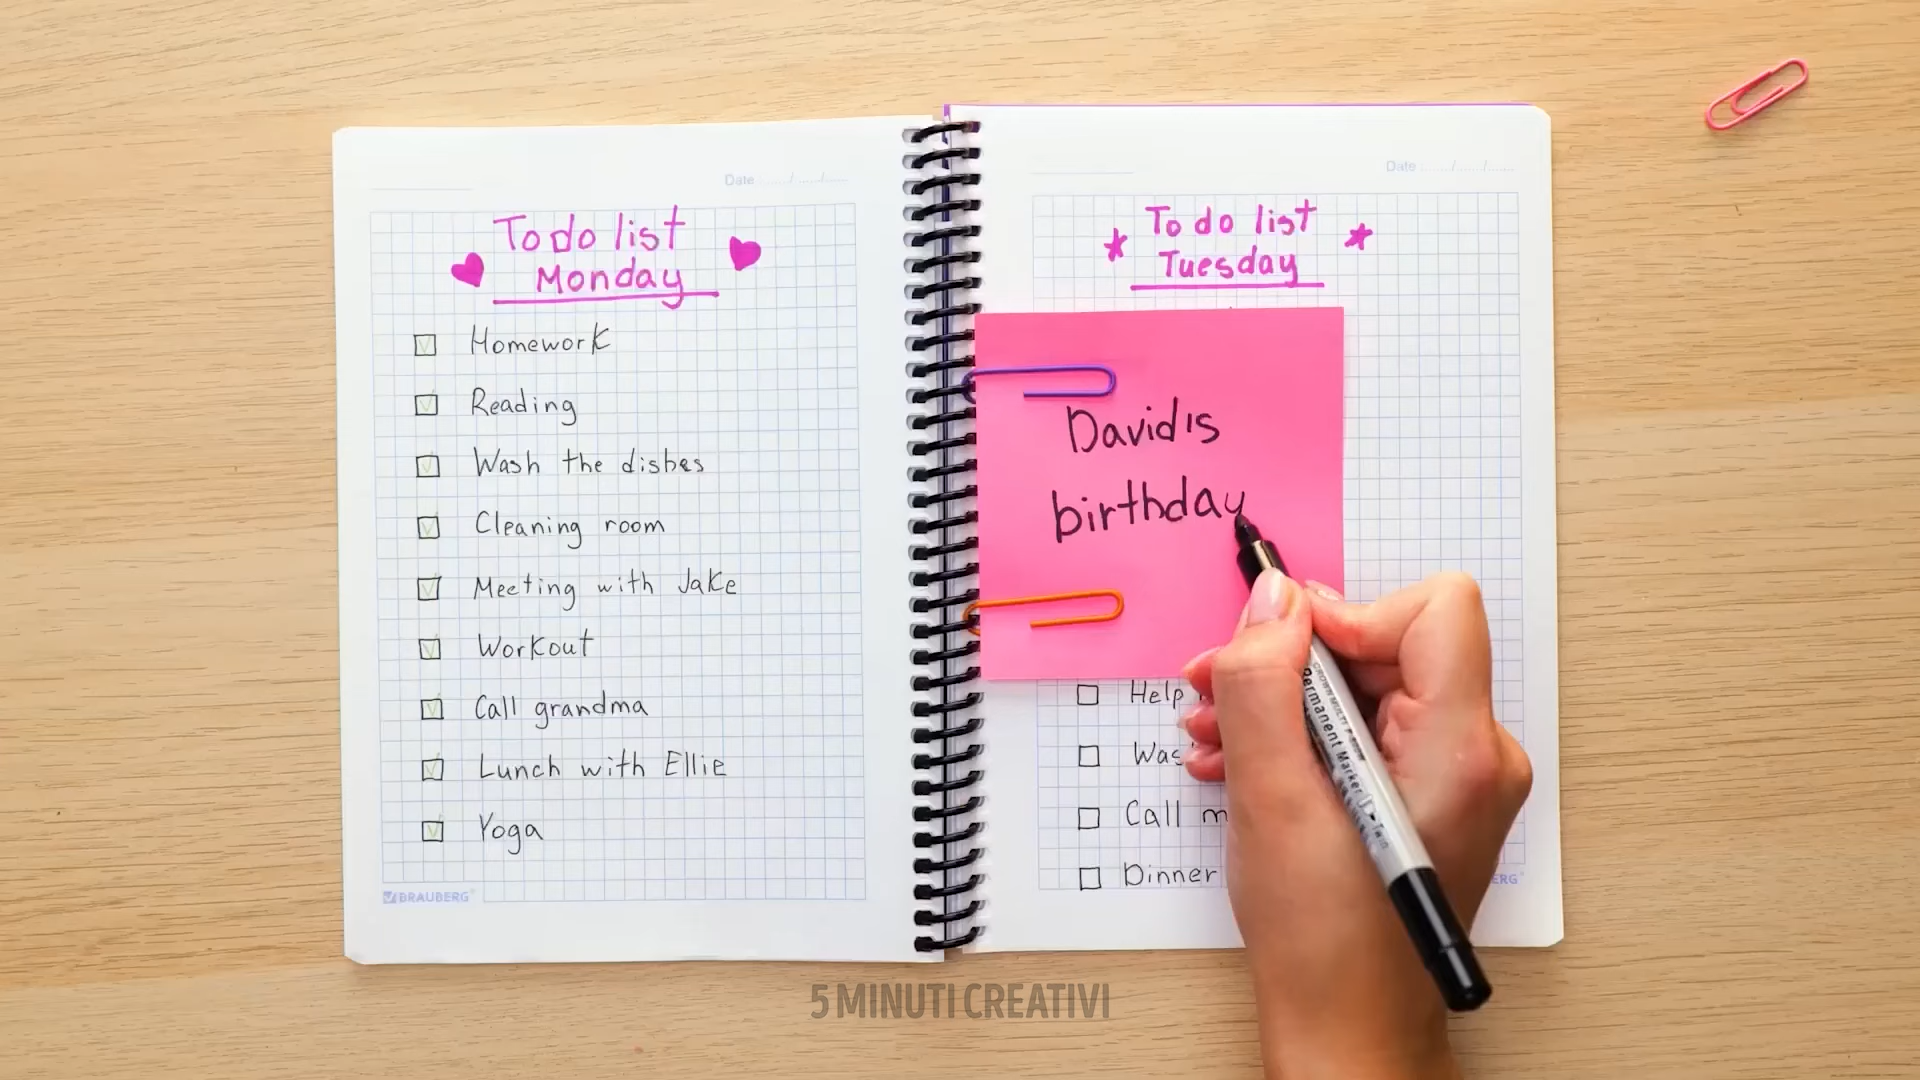 Date ....../....../......
To do list
Monday
Homework
Reading
Wash the dishes
Cleaning room
Meeting with Jake
Workout
Call grandma
Lunch with Ellie
Yoga
BRAUBERG
Date ....../....../......
To do list
Tuesday
David's
birthday
Help
Call
Dinner
Permanent Marker
Twin
5 MINUTI CREATIVI